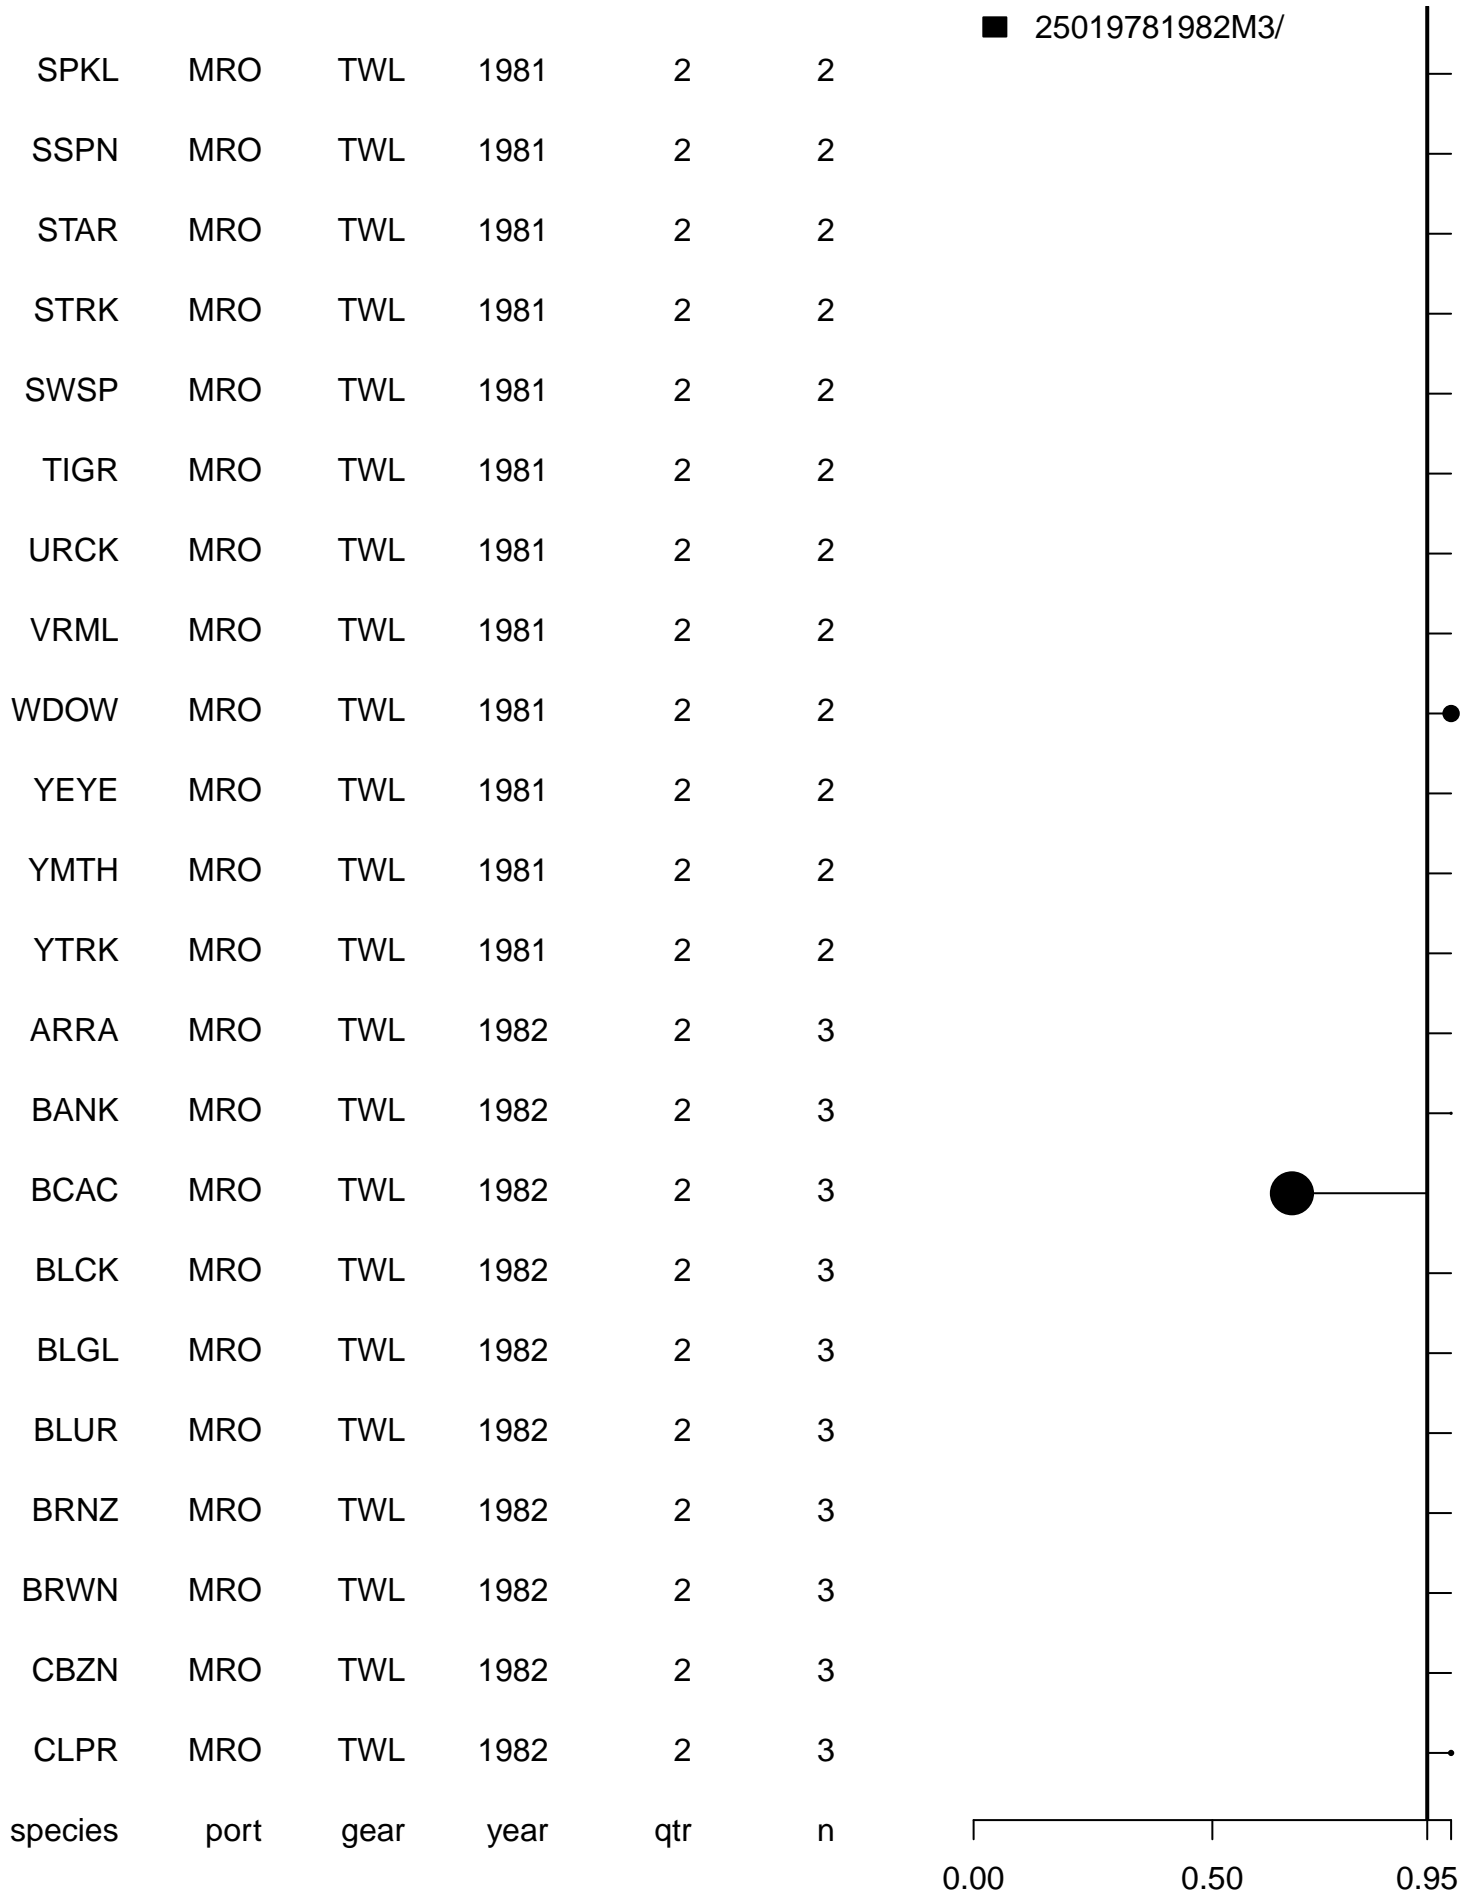 25019781982M3/
SPKL MRO TWL 1981 2 2
SSPN MRO TWL 1981 2 2
STAR MRO TWL 1981 2 2
STRK MRO TWL 1981 2 2
SWSP MRO TWL 1981 2 2
TIGR MRO TWL 1981 2 2
URCK MRO TWL 1981 2 2
VRML MRO TWL 1981 2 2
WDOW MRO TWL 1981 2 2
YEYE MRO TWL 1981 2 2
YMTH MRO TWL 1981 2 2
YTRK MRO TWL 1981 2 2
ARRA MRO TWL 1982 2 3
BANK MRO TWL 1982 2 3
BCAC MRO TWL 1982 2 3
BLCK MRO TWL 1982 2 3
BLGL MRO TWL 1982 2 3
BLUR MRO TWL 1982 2 3
BRNZ MRO TWL 1982 2 3
BRWN MRO TWL 1982 2 3
CBZN MRO TWL 1982 2 3
CLPR MRO TWL 1982 2 3
species port gear year qtr n
0.00 0.50 0.95